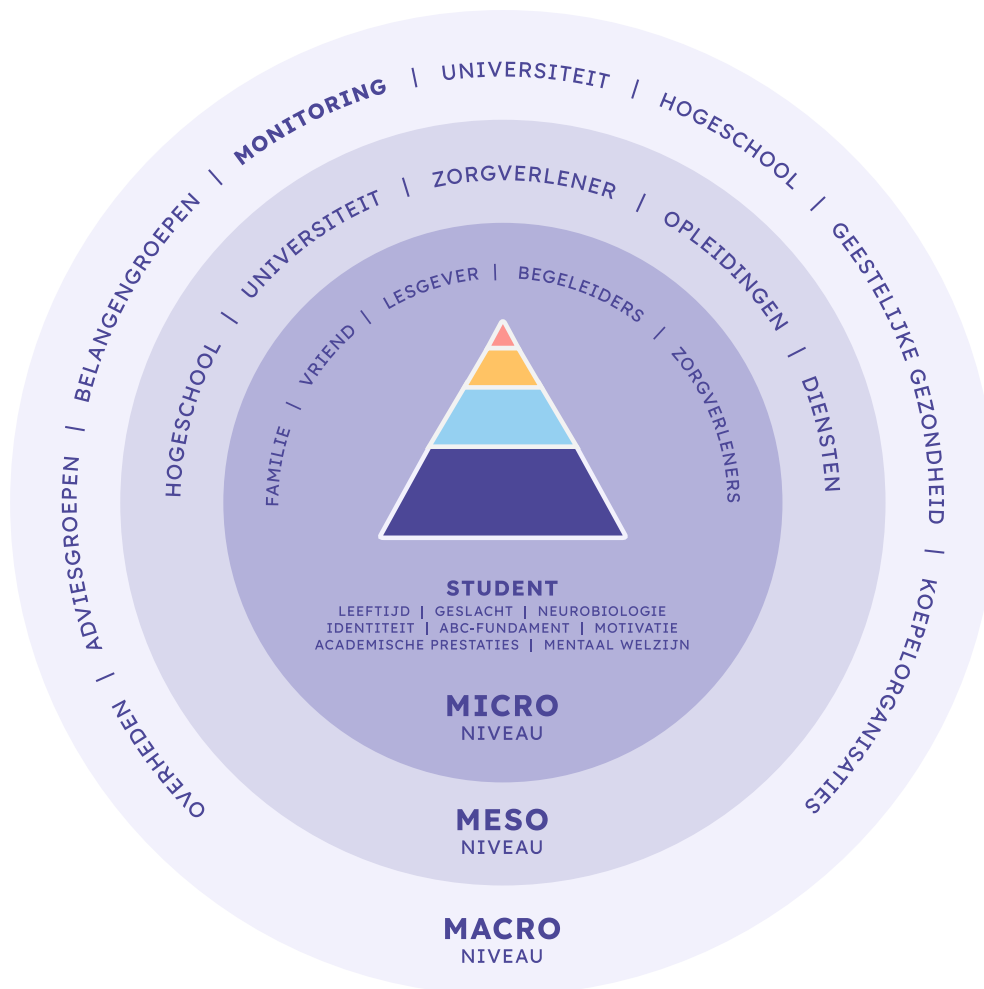 OVERHEDEN | ADVIESGROEPEN | BELANGENGROEPEN | MONITORING | UNIVERSITEIT | HOGESCHOOL | GEESTELIJKE GEZONDHEID | KOEPELORGANISATIES
HOGESCHOOL | UNIVERSITEIT | ZORGVERLENER | OPLEIDINGEN | DIENSTEN
FAMILIE | VRIEND | LESGEVER | BEGELEIDERS | ZORGVERLENERS
STUDENT
LEEFTIJD | GESLACHT | NEUROBIOLOGIE
IDENTITEIT | ABC-FUNDAMENT | MOTIVATIE
ACADEMISCHE PRESTATIES | MENTAAL WELZIJN
MICRO
NIVEAU
MESO
NIVEAU
MACRO
NIVEAU